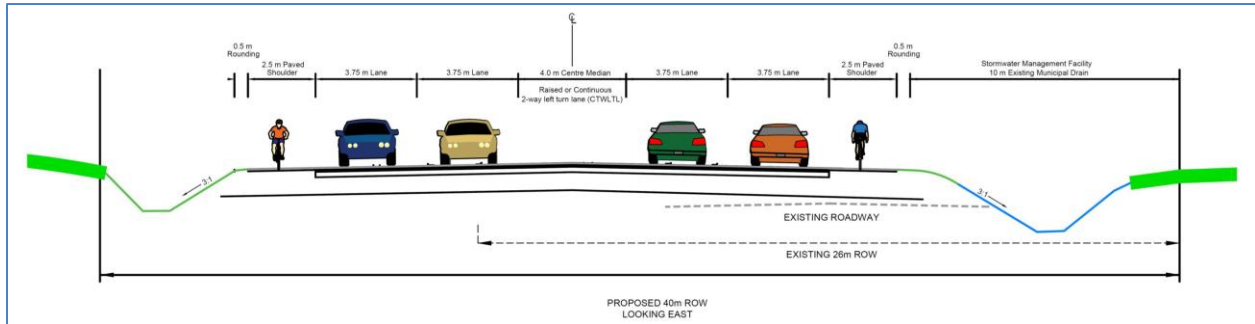 ℄
0.5 m
Rounding
2.5 m Paved
Shoulder
3.75 m Lane
3.75 m Lane
4.0 m Centre Median
Raised or Continuous
2-way left turn lane (CTWLTL)
3.75 m Lane
3.75 m Lane
2.5 m Paved
Shoulder
0.5 m
Rounding
Stormwater Management Facility
10 m Existing Municipal Drain
3:1
3:1
EXISTING ROADWAY
EXISTING 26m ROW
PROPOSED 40m ROW
LOOKING EAST